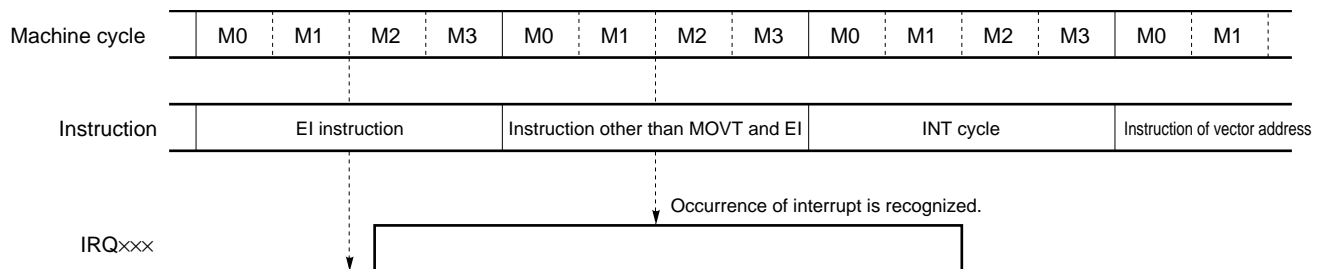 Machine cycle M0 M1 M2 M3 M0 M1 M2 M3 M0 M1 M2 M3 M0 M1
Instruction EI instruction Instruction other than MOVT and EI INT cycle Instruction of vector address
Occurrence of interrupt is recognized.
IRQ×××